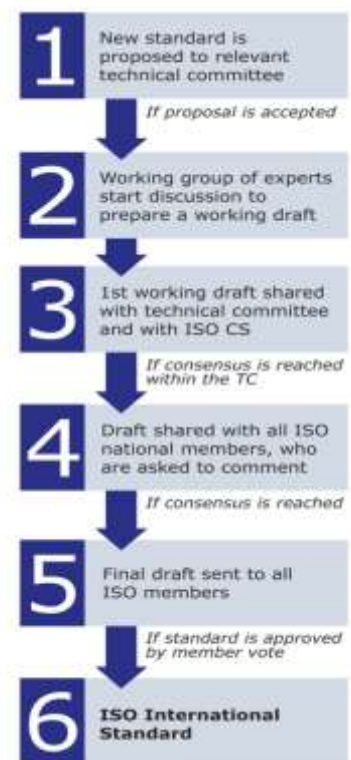 1
New standard is
proposed to relevant
technical committee
If proposal is accepted
2
Working group of experts
start discussion to
prepare a working draft
3
1st working draft shared
with technical committee
and with ISO CS
If consensus is reached
within the TC
4
Draft shared with all ISO
national members, who
are asked to comment
If consensus is reached
5
Final draft sent to all
ISO members
If standard is approved
by member vote
6
ISO International
Standard